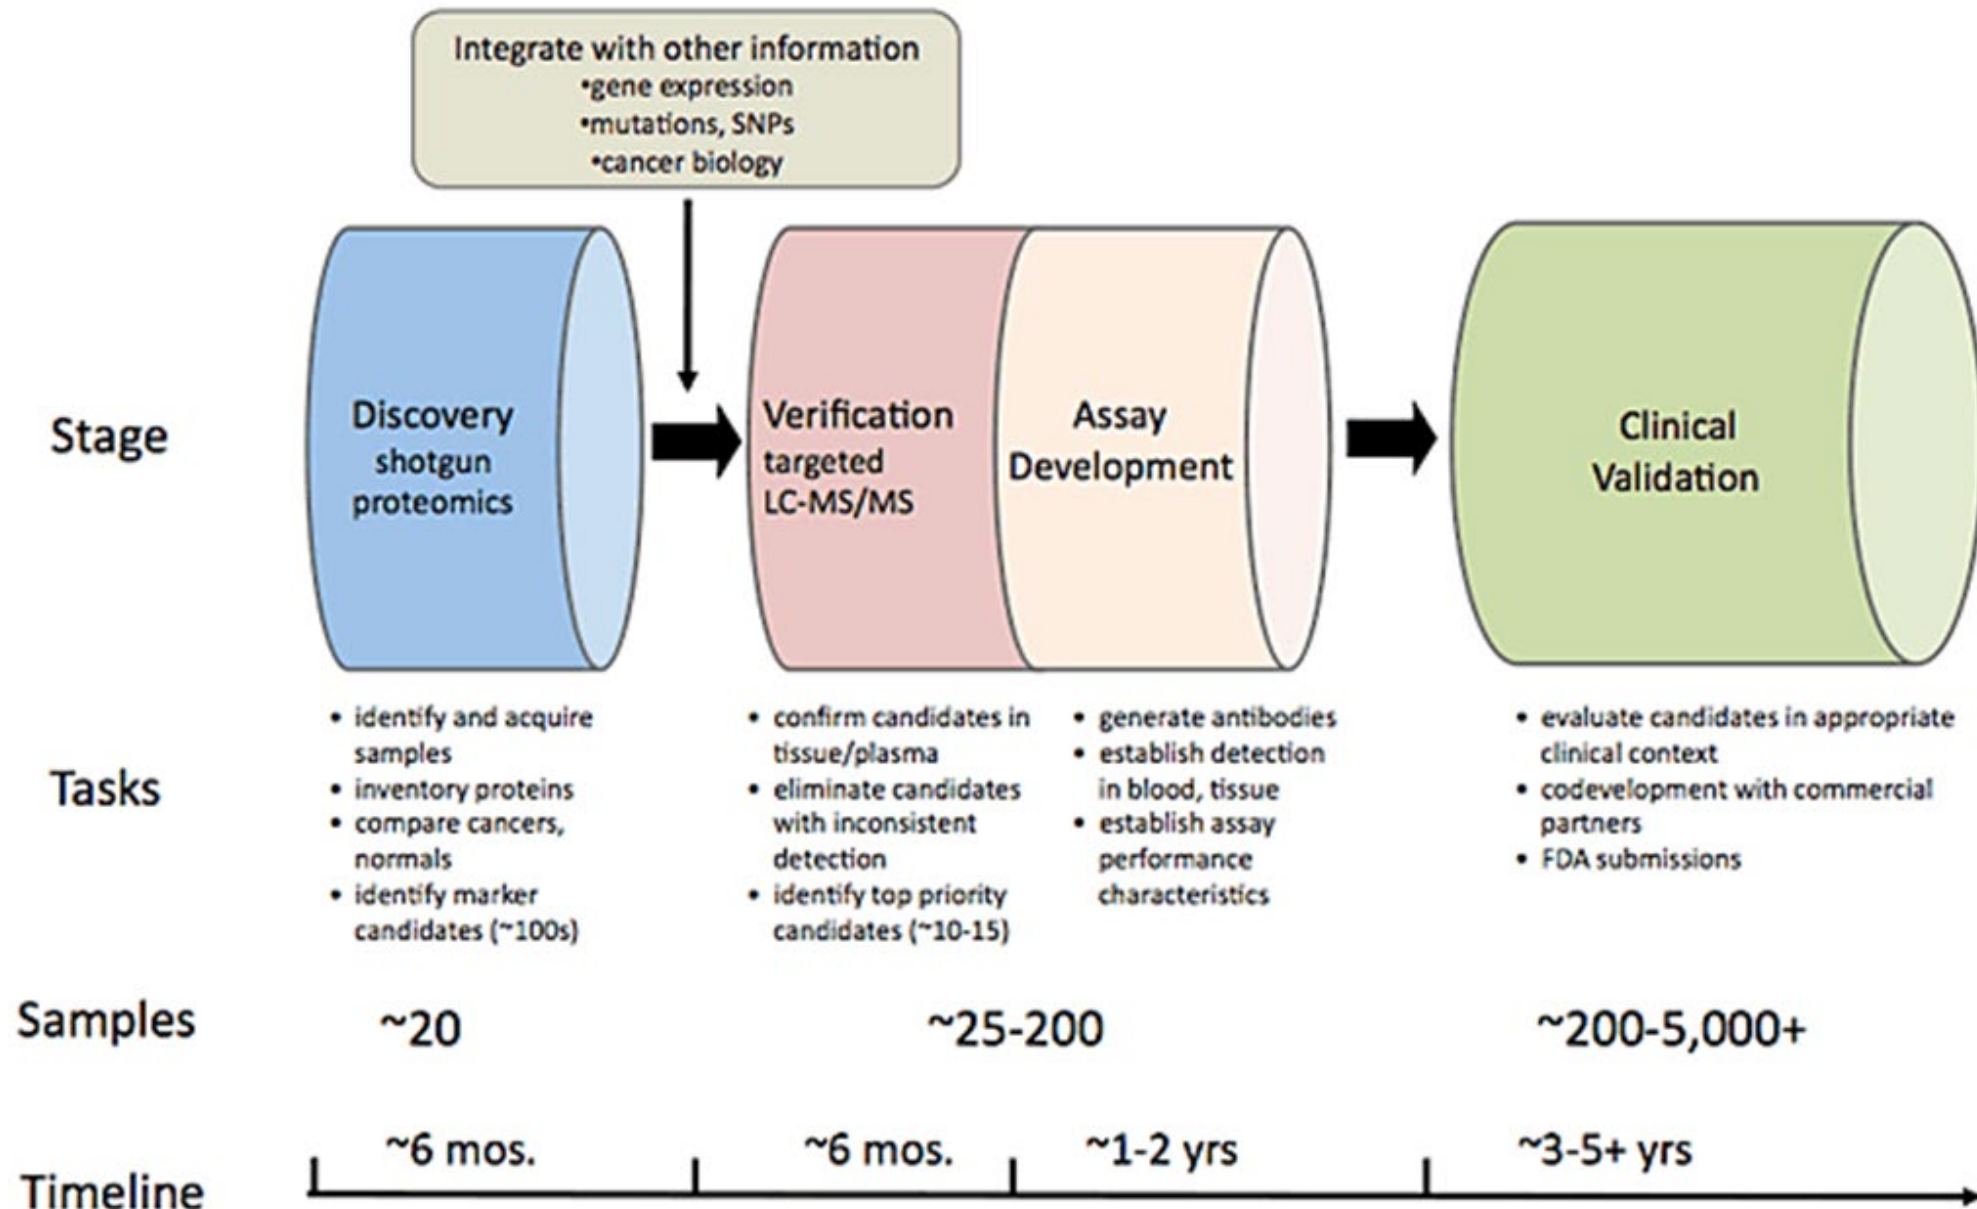 Integrate with other information
•gene expression
•mutations, SNPs
•cancer biology
Stage
Discovery
shotgun
proteomics
Verification
targeted
LC-MS/MS
Assay
Development
Clinical
Validation
Tasks
• identify and acquire
samples
• inventory proteins
• compare cancers,
normals
• identify marker
candidates (~100s)
• confirm candidates in
tissue/plasma
• eliminate candidates
with inconsistent
detection
• identify top priority
candidates (~10-15)
• generate antibodies
• establish detection
in blood, tissue
• establish assay
performance
characteristics
• evaluate candidates in appropriate
clinical context
• codevelopment with commercial
partners
• FDA submissions
Samples
~20
~25-200
~200-5,000+
Timeline
~6 mos.
~6 mos.
~1-2 yrs
~3-5+ yrs